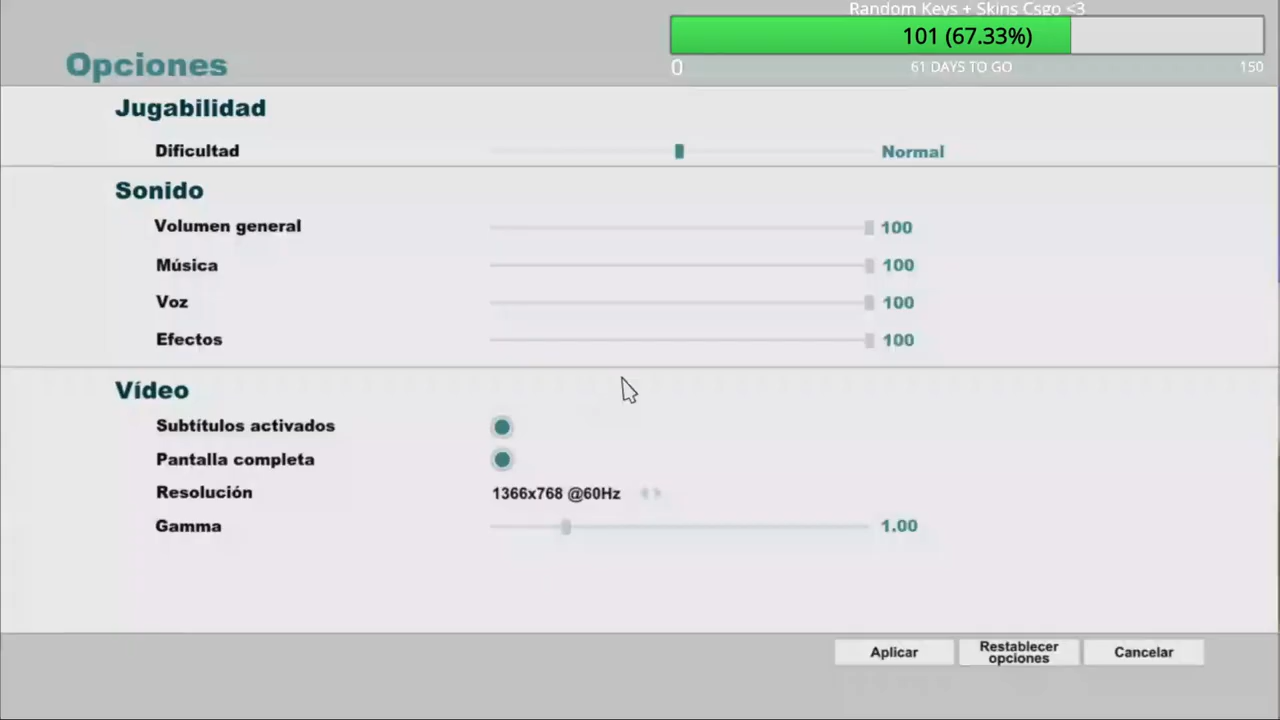 Random Keys + Skins Csgo <3
101 (67.33%)
0 61 DAYS TO GO 150
Opciones
Jugabilidad
Dificultad Normal
Sonido
Volumen general 100
Música 100
Voz 100
Efectos 100
Vídeo
Subtítulos activados
Pantalla completa
Resolución 1366x768 @60Hz
Gamma 1.00
Aplicar Restablecer opciones Cancelar